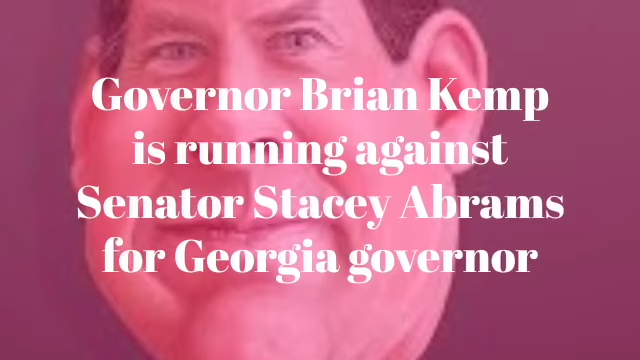 Governor Brian Kemp
is running against
Senator Stacey Abrams
for Georgia governor